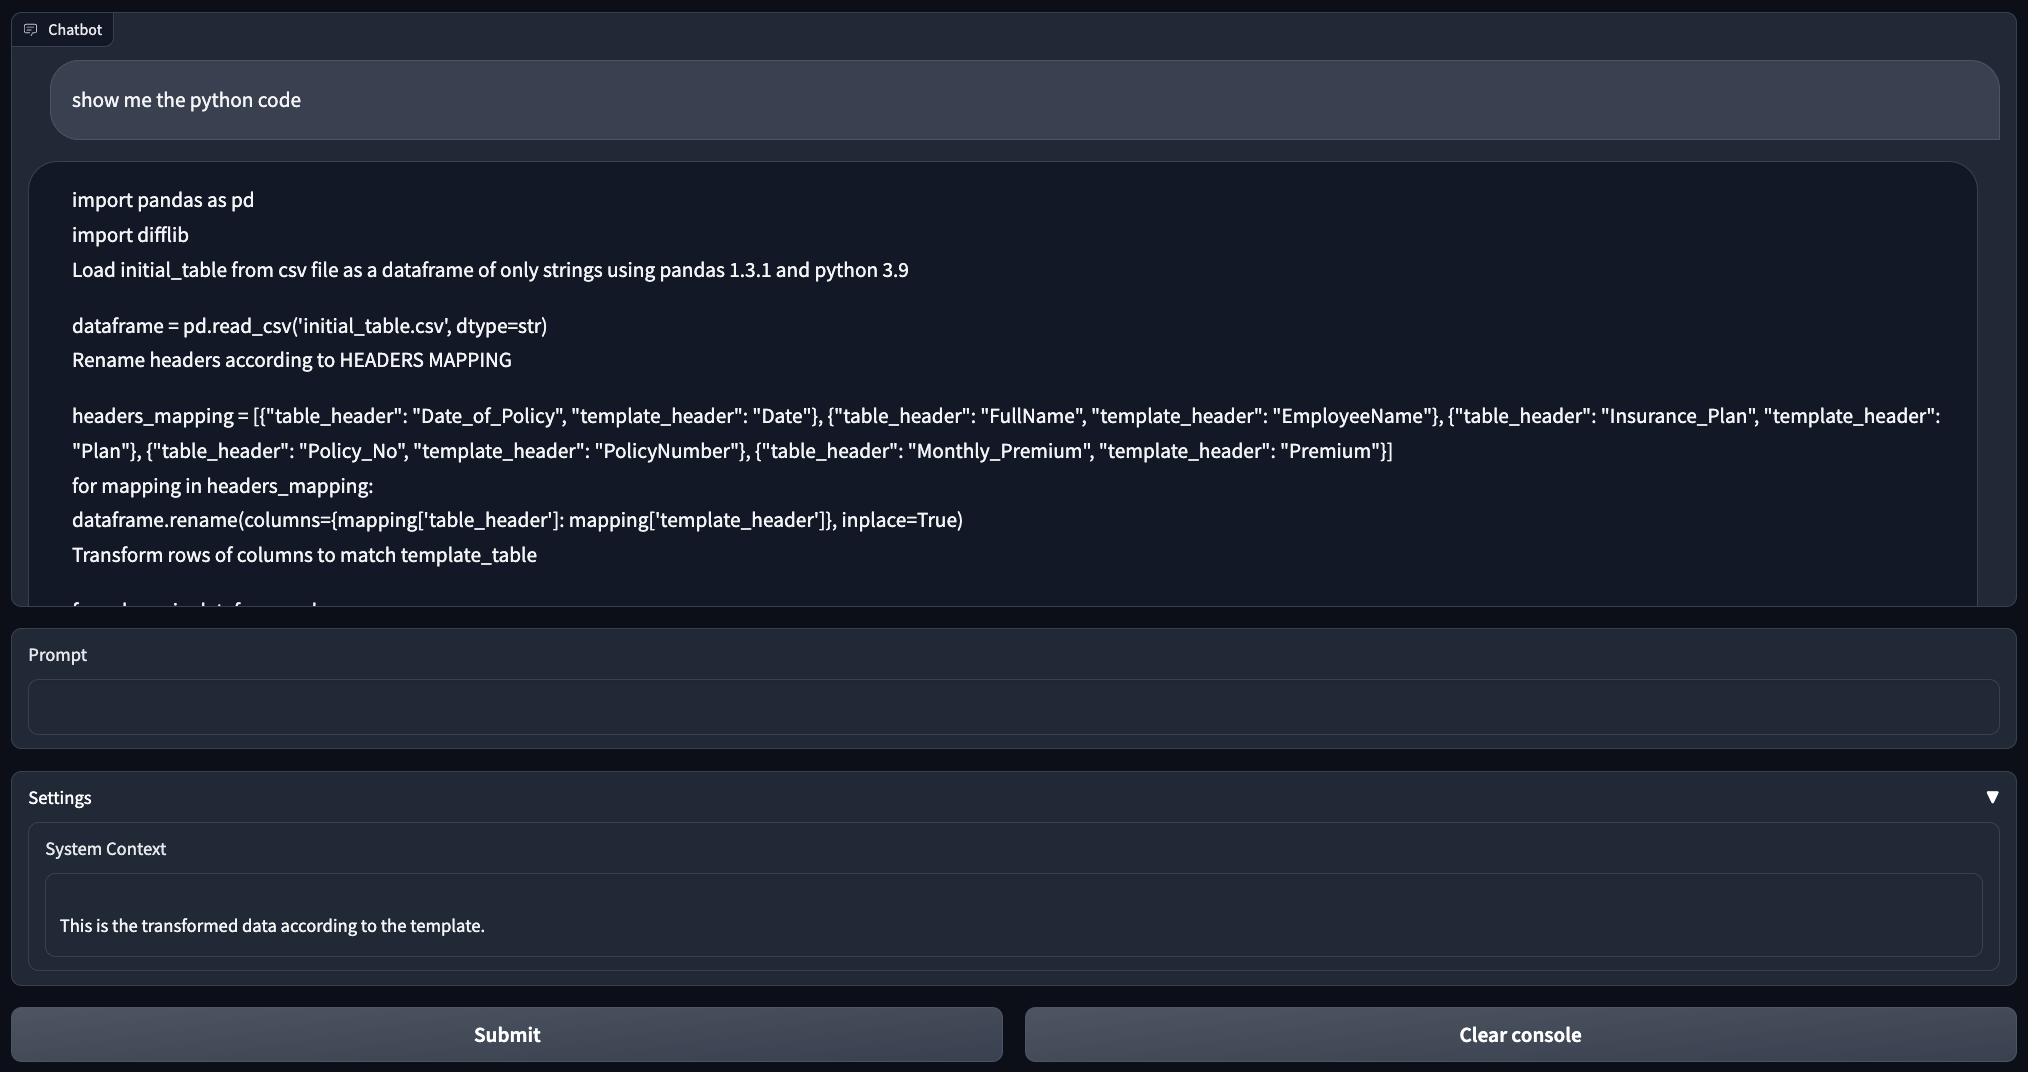 Chatbot
show me the python code
import pandas as pd
import difflib
Load initial_table from csv file as a dataframe of only strings using pandas 1.3.1 and python 3.9
dataframe = pd.read_csv('initial_table.csv', dtype=str)
Rename headers according to HEADERS MAPPING
headers_mapping = [{"table_header": "Date_of_Policy", "template_header": "Date"}, {"table_header": "FullName", "template_header": "EmployeeName"}, {"table_header": "Insurance_Plan", "template_header":
"Plan"}, {"table_header": "Policy_No", "template_header": "PolicyNumber"}, {"table_header": "Monthly_Premium", "template_header": "Premium"}]
for mapping in headers_mapping:
dataframe.rename(columns={mapping['table_header']: mapping['template_header']}, inplace=True)
Transform rows of columns to match template_table
Prompt
Settings
▼
System Context
This is the transformed data according to the template.
Submit
Clear console